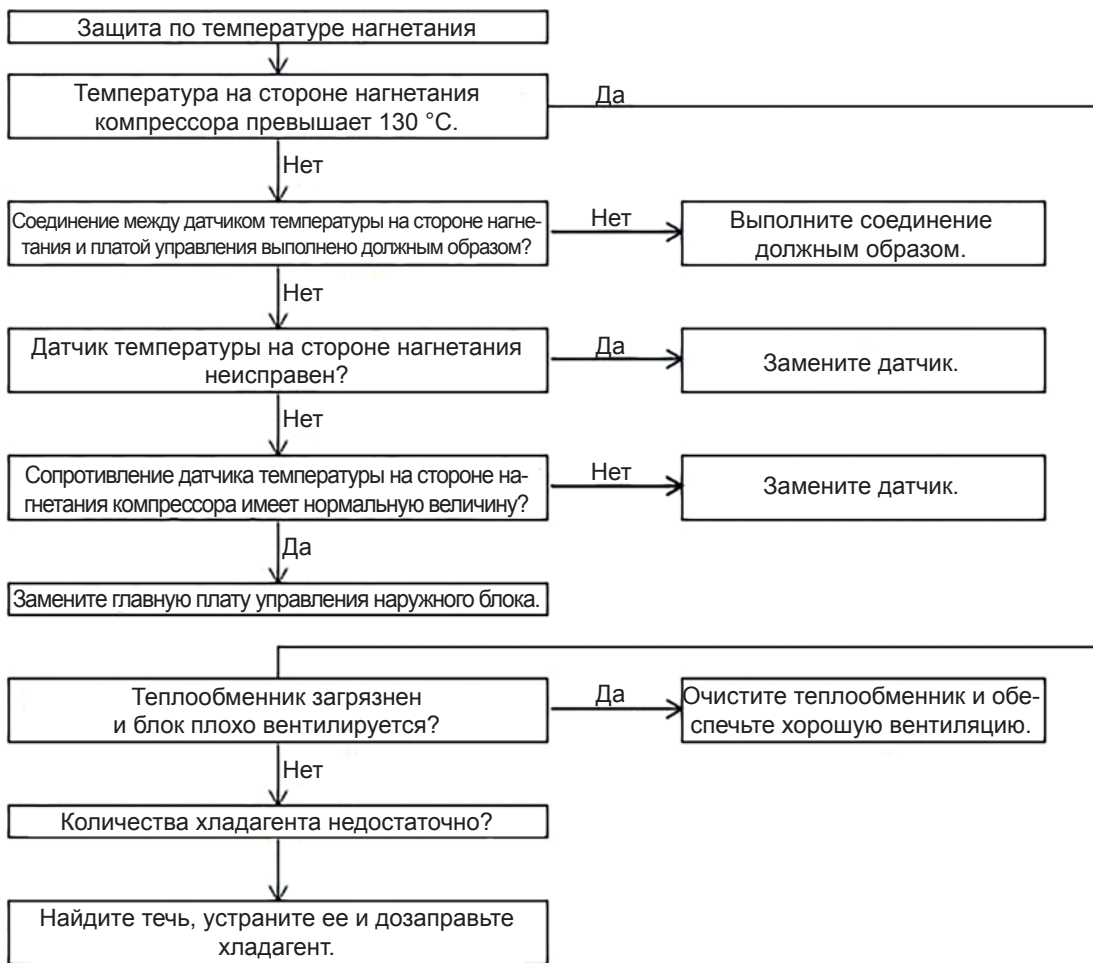 Защита по температуре нагнетания
Температура на стороне нагнетания
компрессора превышает 130 °C.
Да
Нет
Соединение между датчиком температуры на стороне нагне-
тания и платой управления выполнено должным образом?
Нет
Выполните соединение
должным образом.
Нет
Датчик температуры на стороне нагнетания
неисправен?
Да
Замените датчик.
Нет
Сопротивление датчика температуры на стороне на-
гнетания компрессора имеет нормальную величину?
Нет
Замените датчик.
Да
Замените главную плату управления наружного блока.
Теплообменник загрязнен
и блок плохо вентилируется?
Да
Очистите теплообменник и обе-
спечьте хорошую вентиляцию.
Нет
Количества хладагента недостаточно?
Найдите течь, устраните ее и дозаправьте
хладагент.